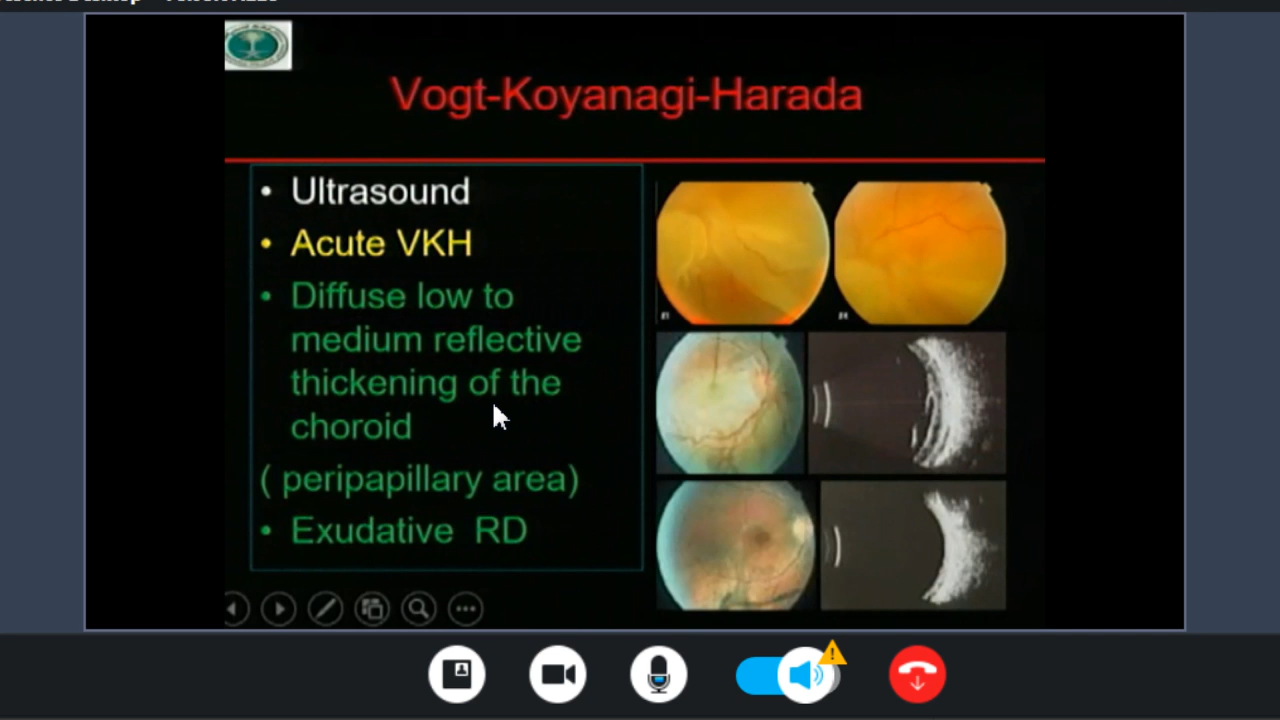 Vogt-Koyanagi-Harada
• Ultrasound
• Acute VKH
• Diffuse low to
medium reflective
thickening of the
choroid
( peripapillary area)
• Exudative RD